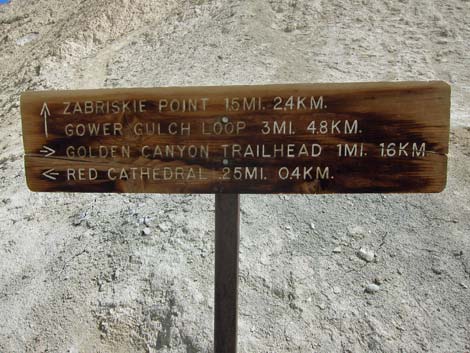 ↑ ZABRISKIE POINT 1.5MI. 2.4KM.
GOWER GULCH LOOP 3MI. 4.8KM.
→ GOLDEN CANYON TRAILHEAD 1MI. 1.6KM.
← RED CATHEDRAL .25MI. 0.4KM.